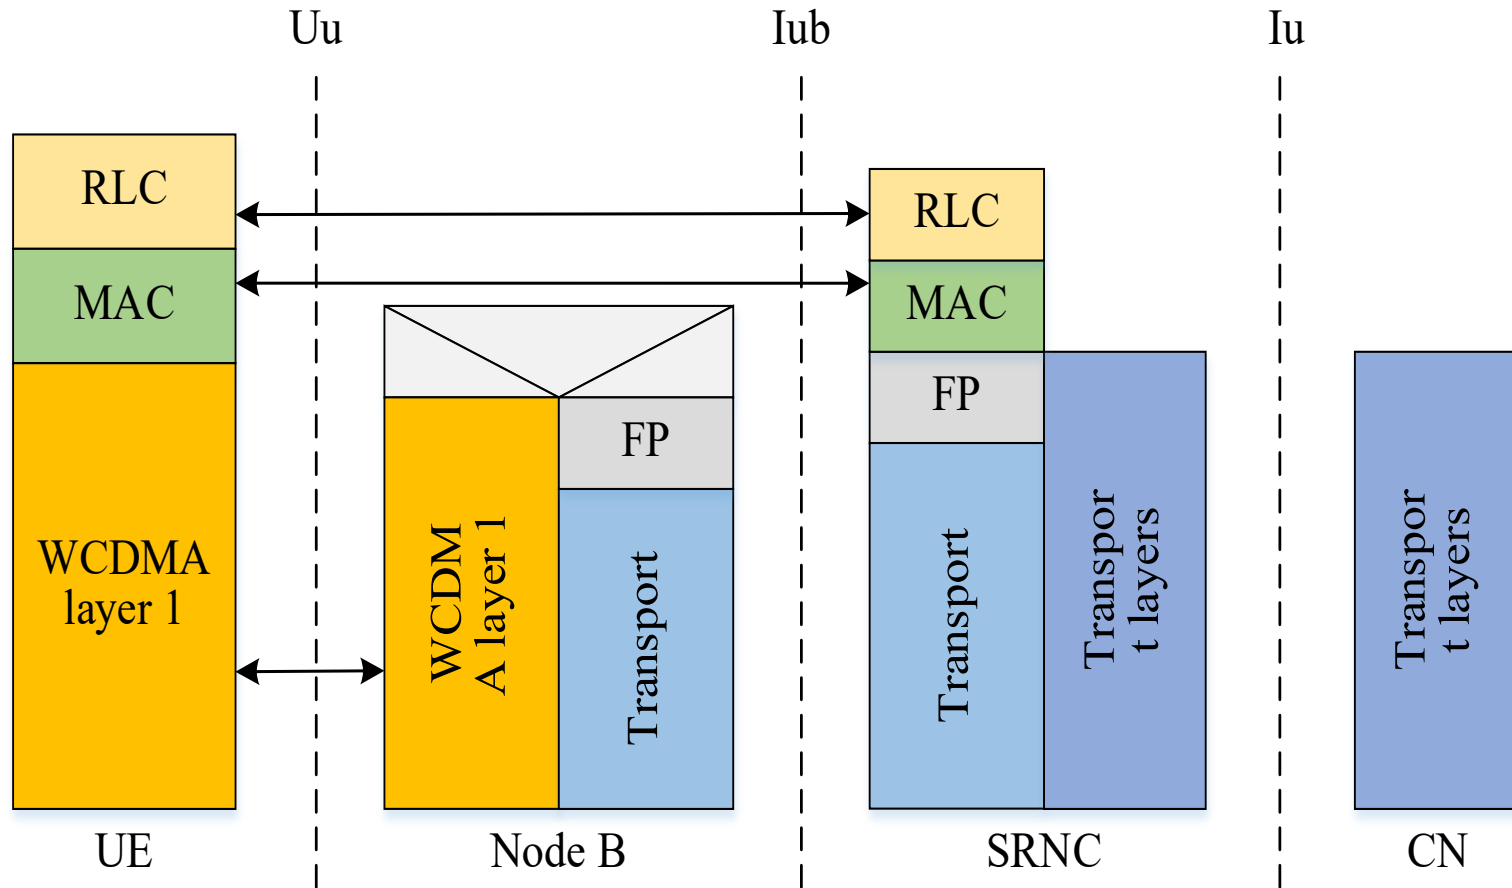 Uu
Iub
Iu
RLC
MAC
WCDMA
layer 1
UE
WCDM
A layer 1
FP
Transport
Node B
RLC
MAC
FP
Transport
Transpor
t layers
SRNC
Transpor
t layers
CN